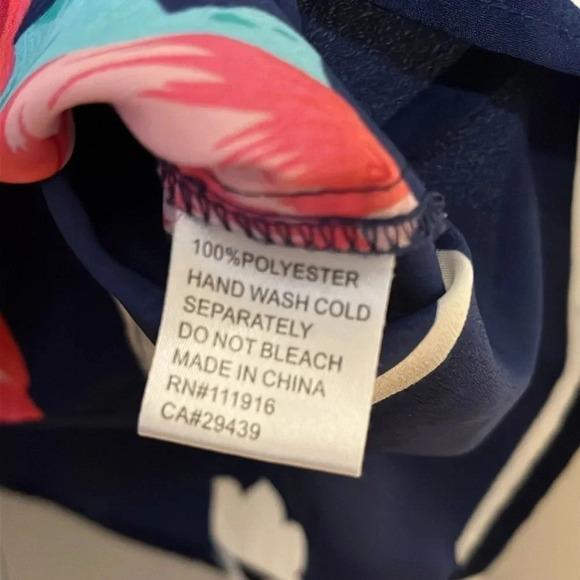 100%POLYESTER
HAND WASH COLD
SEPARATELY
DO NOT BLEACH
MADE IN CHINA
RN#111916
CA#29439